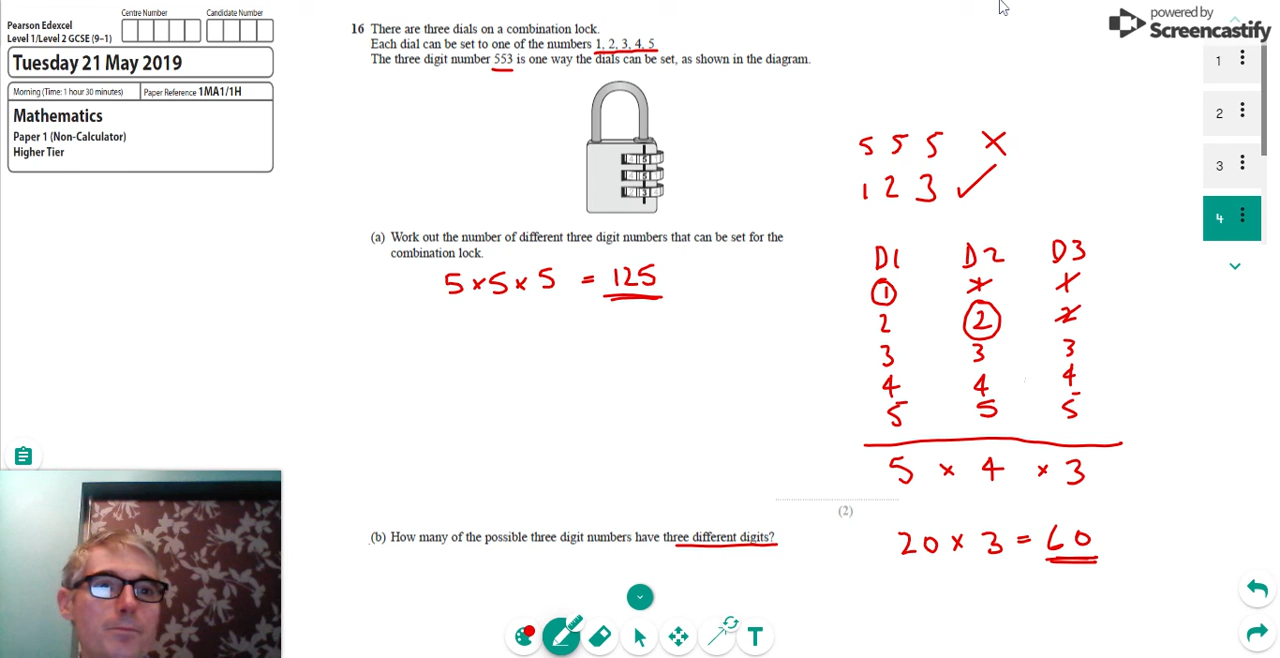 Pearson Edexcel
Level 1/Level 2 GCSE (9–1)
Centre Number
Candidate Number
Tuesday 21 May 2019
Morning (Time: 1 hour 30 minutes)
Paper Reference 1MA1/1H
Mathematics
Paper 1 (Non-Calculator)
Higher Tier
16 There are three dials on a combination lock.
Each dial can be set to one of the numbers 1, 2, 3, 4, 5
The three digit number 553 is one way the dials can be set, as shown in the diagram.
5
5
3
(a) Work out the number of different three digit numbers that can be set for the
combination lock.
5 × 5 × 5 = 125
(2)
(b) How many of the possible three digit numbers have three different digits?
5 5 5 ×
1 2 3 ✓
D1 D2 D3
1 1 1
2 2 2
3 3 3
4 4 4
5 5 5
5 × 4 × 3
20 × 3 = 60
powered by
Screencastify
1
2
3
4
T